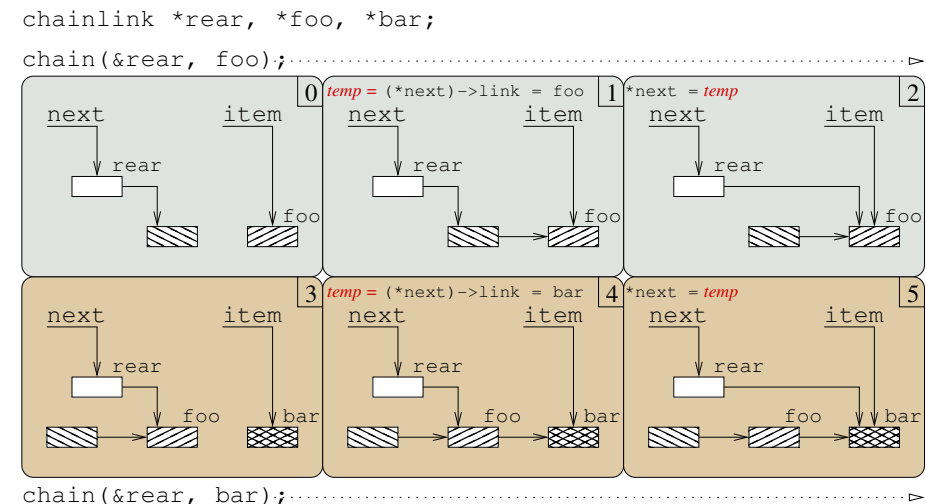 chainlink *rear, *foo, *bar;
chain(&rear, foo);
0
next item
rear
foo
temp = (*next)->link = foo 1
next item
rear
foo
*next = temp 2
next item
rear
foo
3
next item
rear
foo bar
temp = (*next)->link = bar 4
next item
rear
foo bar
*next = temp 5
next item
rear
foo bar
chain(&rear, bar);